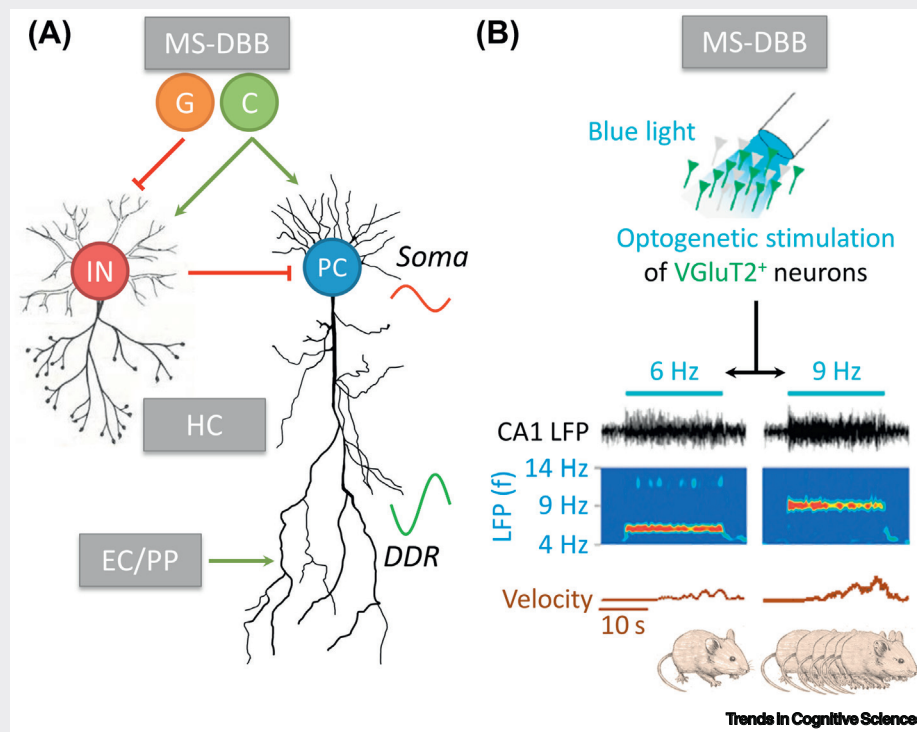 (A)
MS-DBB
G
C
IN
PC
Soma
HC
EC/PP
DDR
(B)
MS-DBB
Blue light
Optogenetic stimulation
of VGluT2⁺ neurons
6 Hz
9 Hz
CA1 LFP
14 Hz
9 Hz
4 Hz
LFP (f)
Velocity
10 s
Trends in Cognitive Science